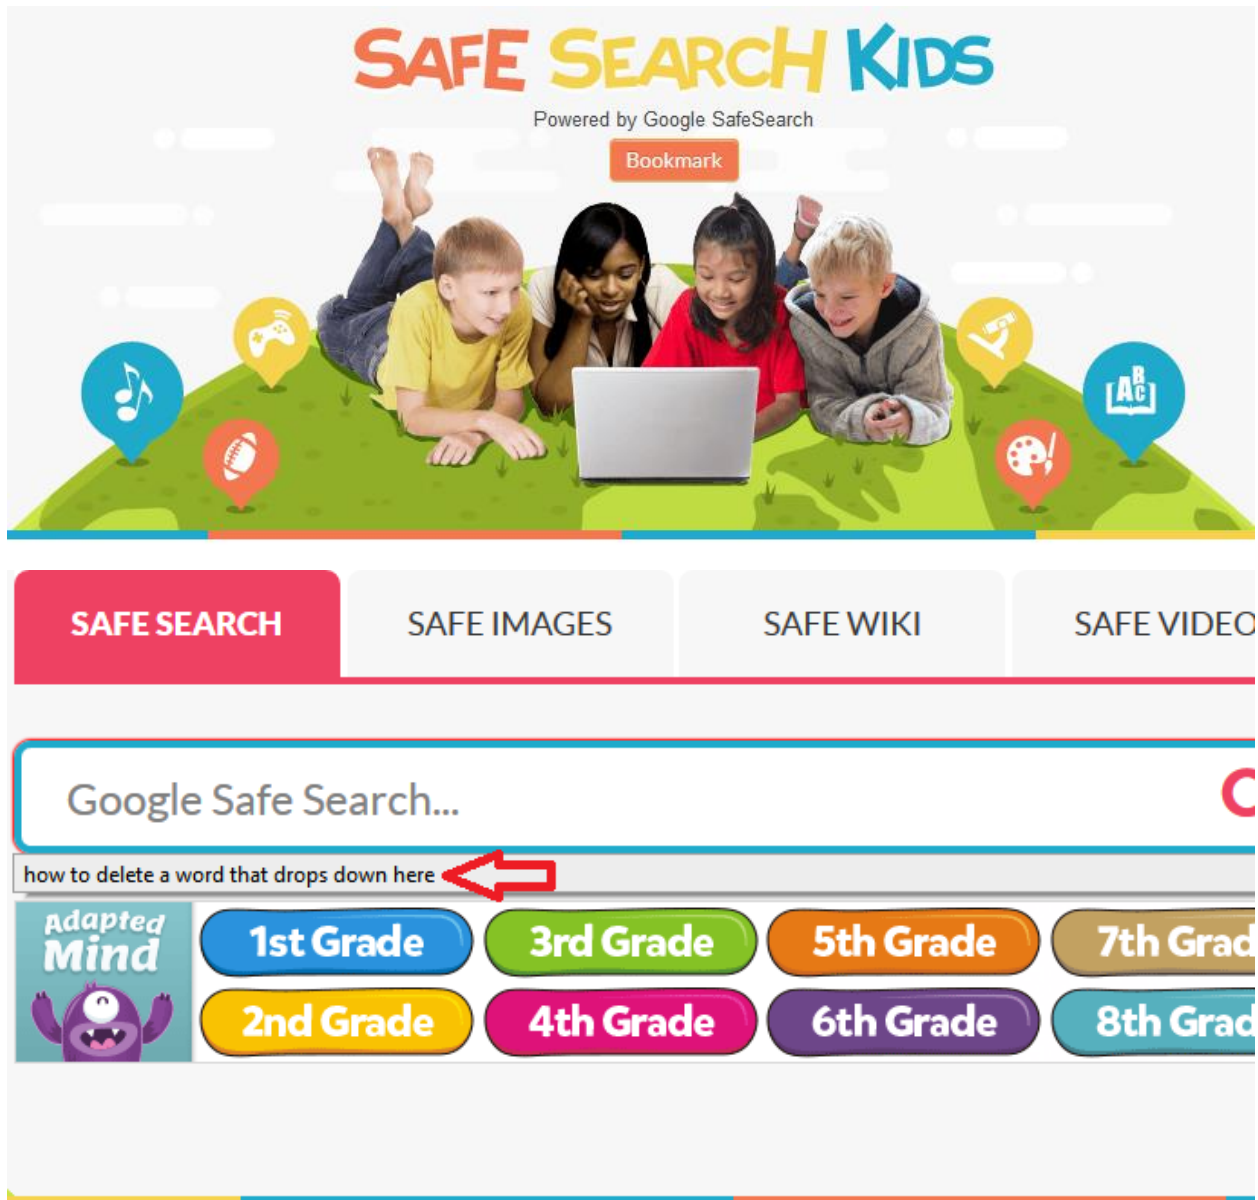 SAFE SEARCH KIDS
Powered by Google SafeSearch
Bookmark
ABC
SAFE SEARCH
SAFE IMAGES
SAFE WIKI
SAFE VIDEO
Google Safe Search...
how to delete a word that drops down here
Adapted
Mind
1st Grade
3rd Grade
5th Grade
7th Grad
2nd Grade
4th Grade
6th Grade
8th Grad